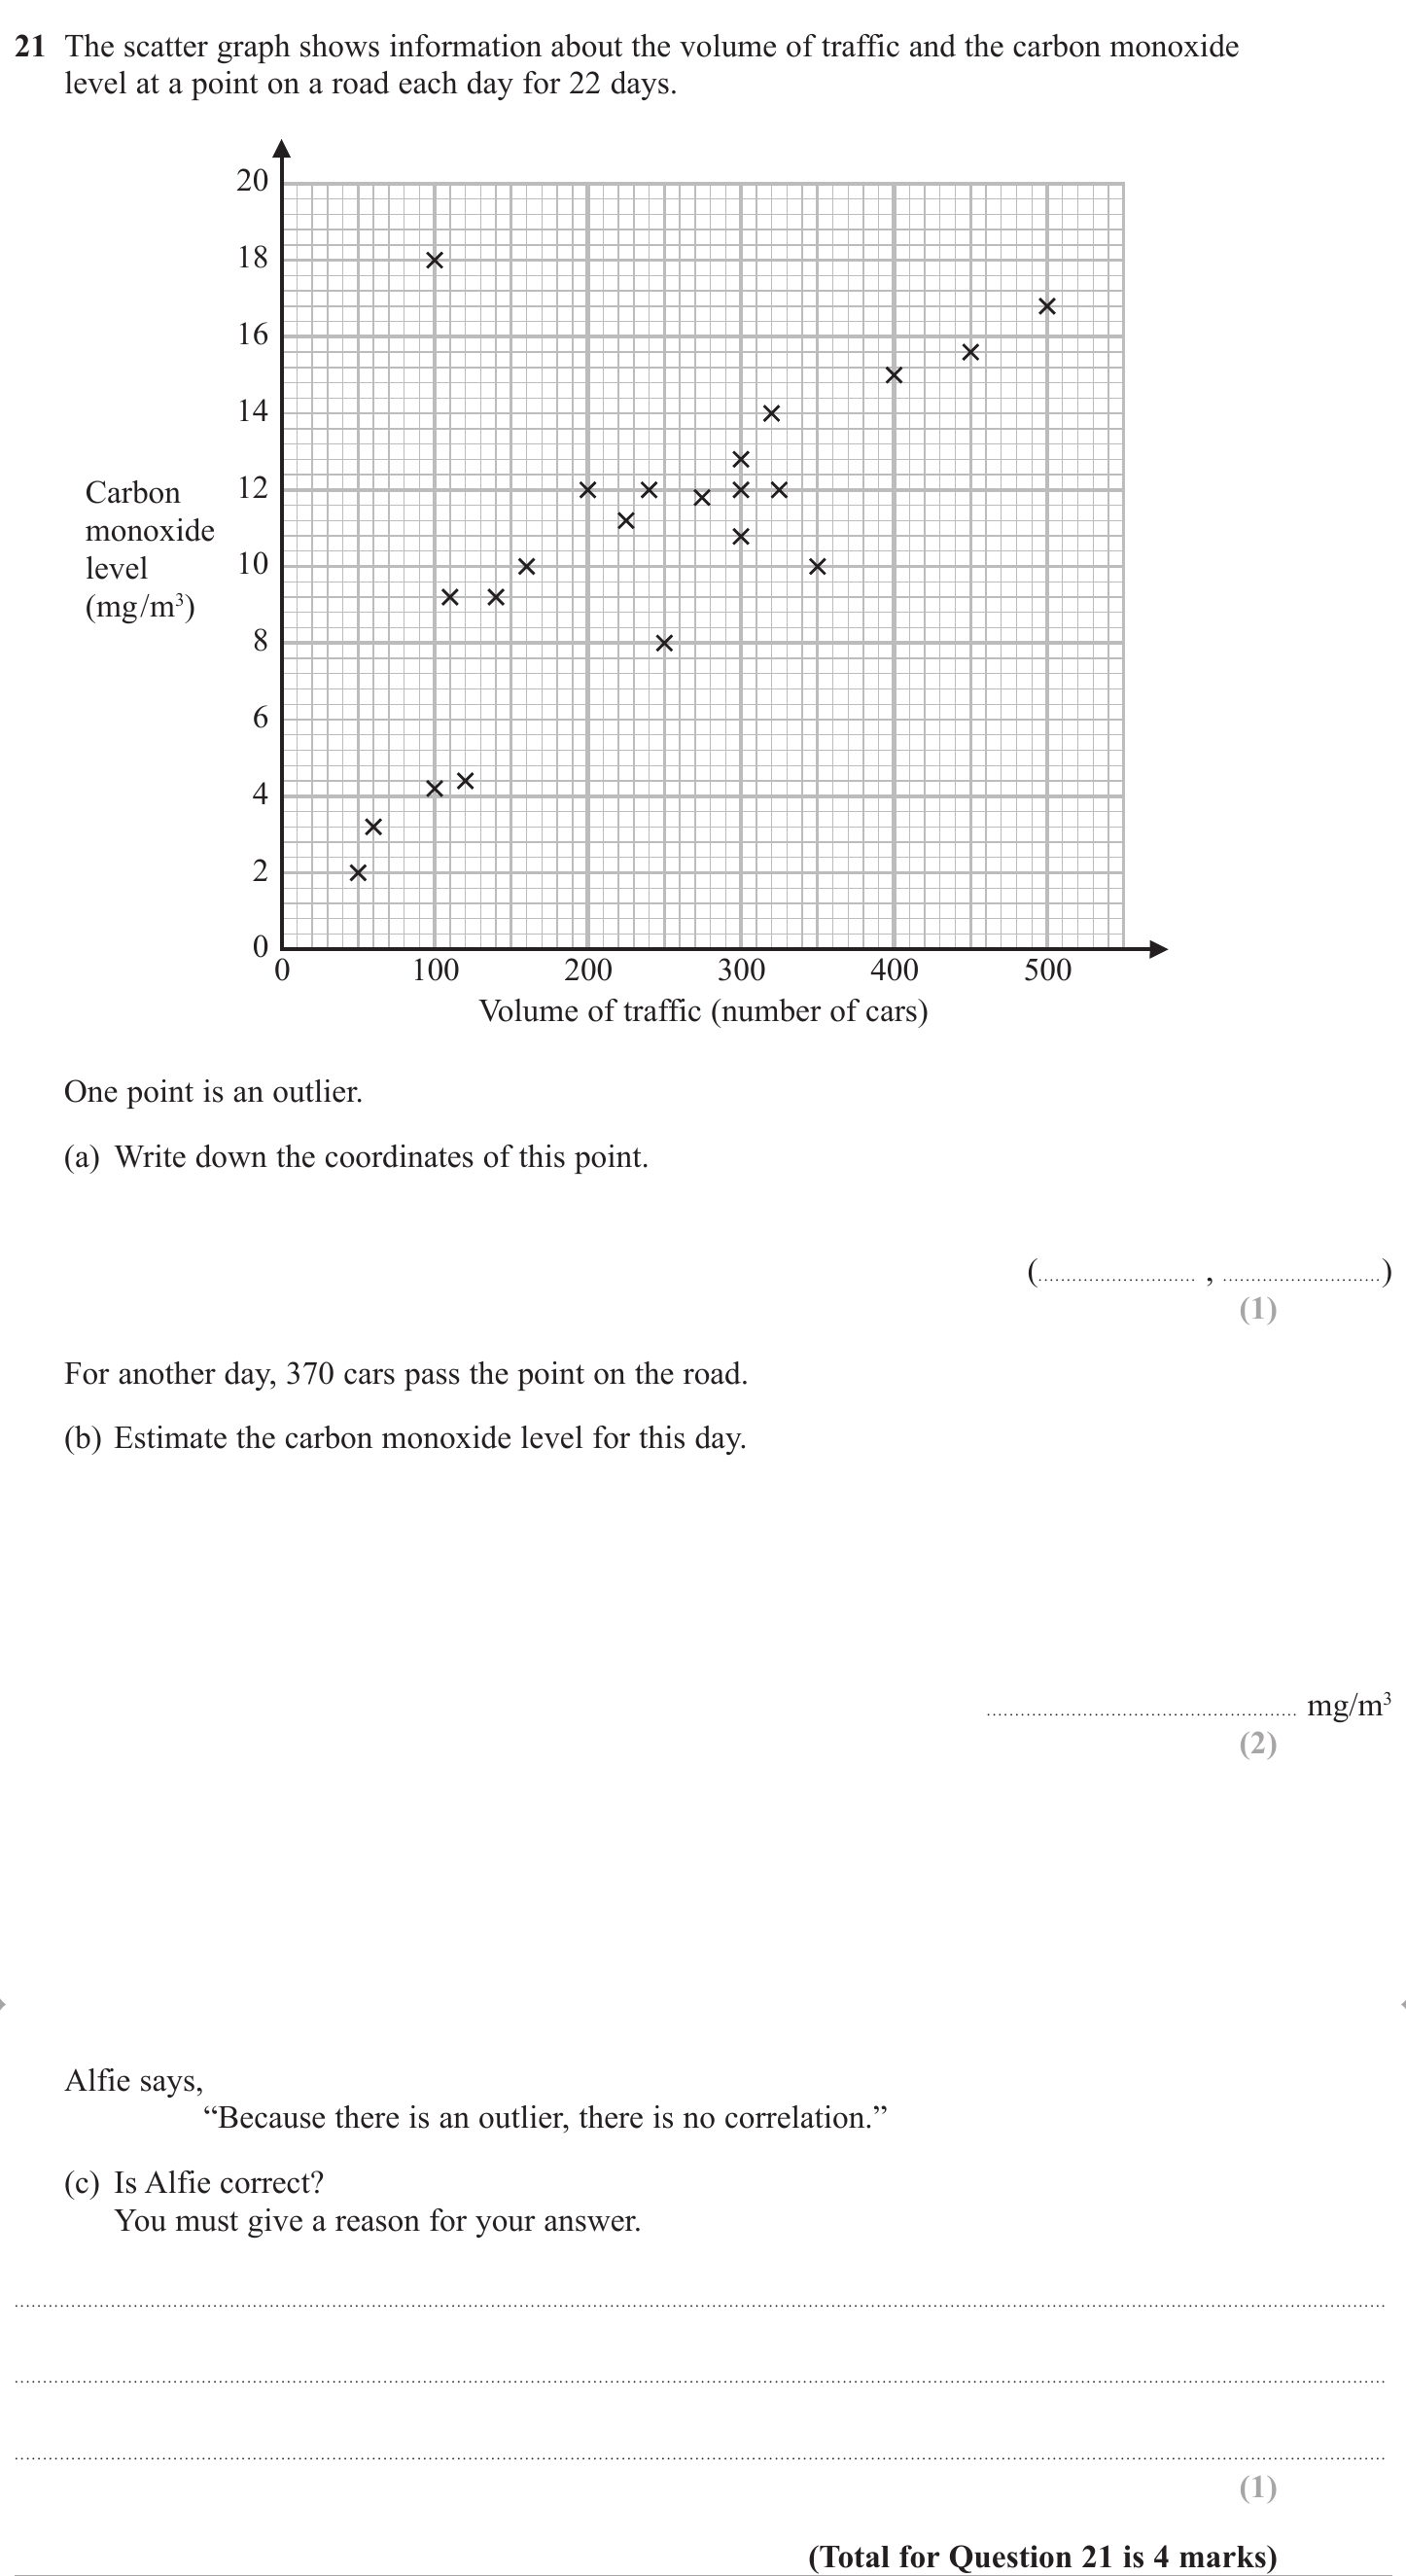 21 The scatter graph shows information about the volume of traffic and the carbon monoxide
level at a point on a road each day for 22 days.
20
18
16
14
12
10
8
6
4
2
0
Carbon
monoxide
level
(mg/m³)
0 100 200 300 400 500
Volume of traffic (number of cars)
One point is an outlier.
(a) Write down the coordinates of this point.
(.............................. , ..............................)
(1)
For another day, 370 cars pass the point on the road.
(b) Estimate the carbon monoxide level for this day.
.............................................................. mg/m³
(2)
Alfie says,
“Because there is an outlier, there is no correlation.”
(c) Is Alfie correct?
You must give a reason for your answer.
(1)
(Total for Question 21 is 4 marks)